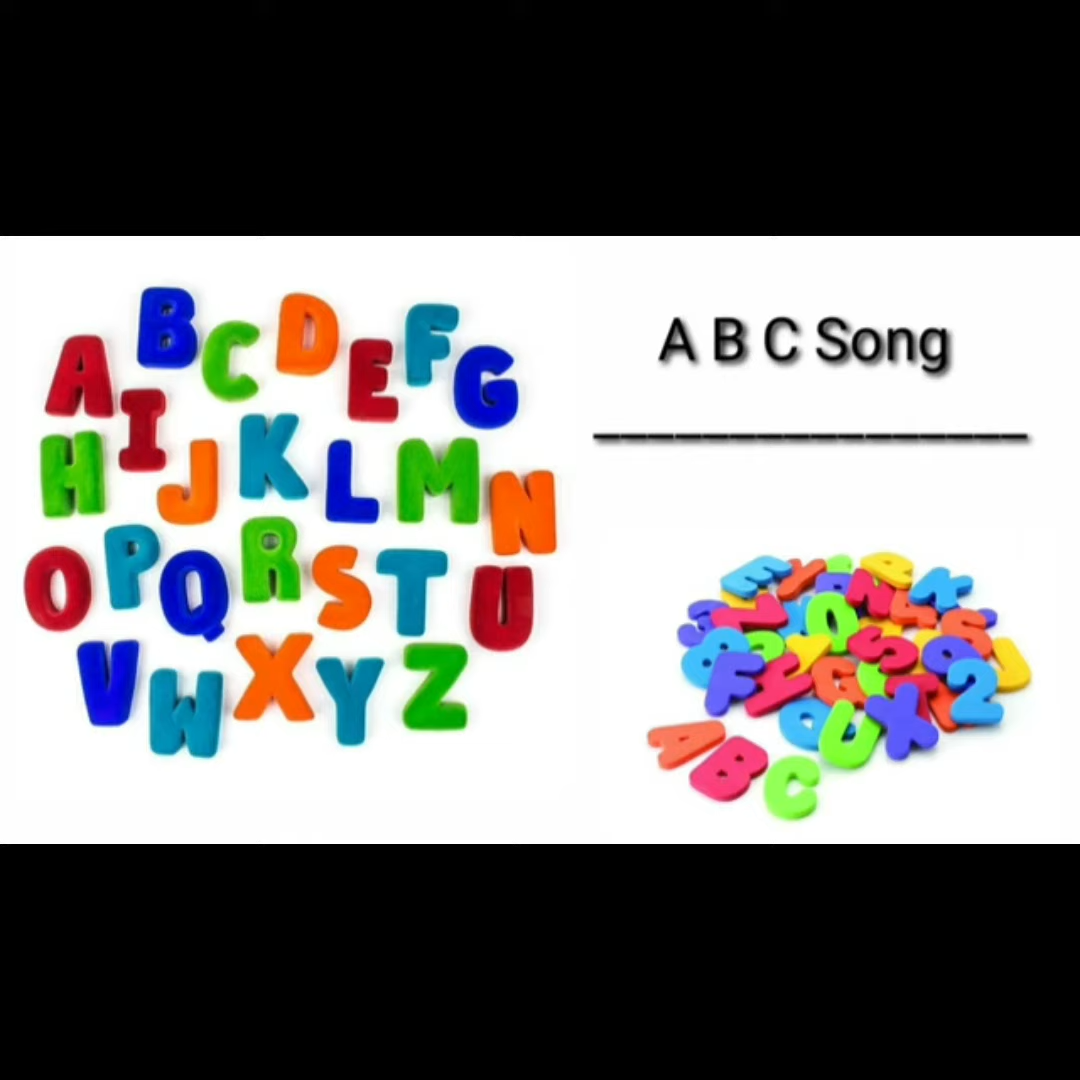 A B C Song
A B C D E F G
H I J K L M N
O P Q R S T U
V W X Y Z
A B C